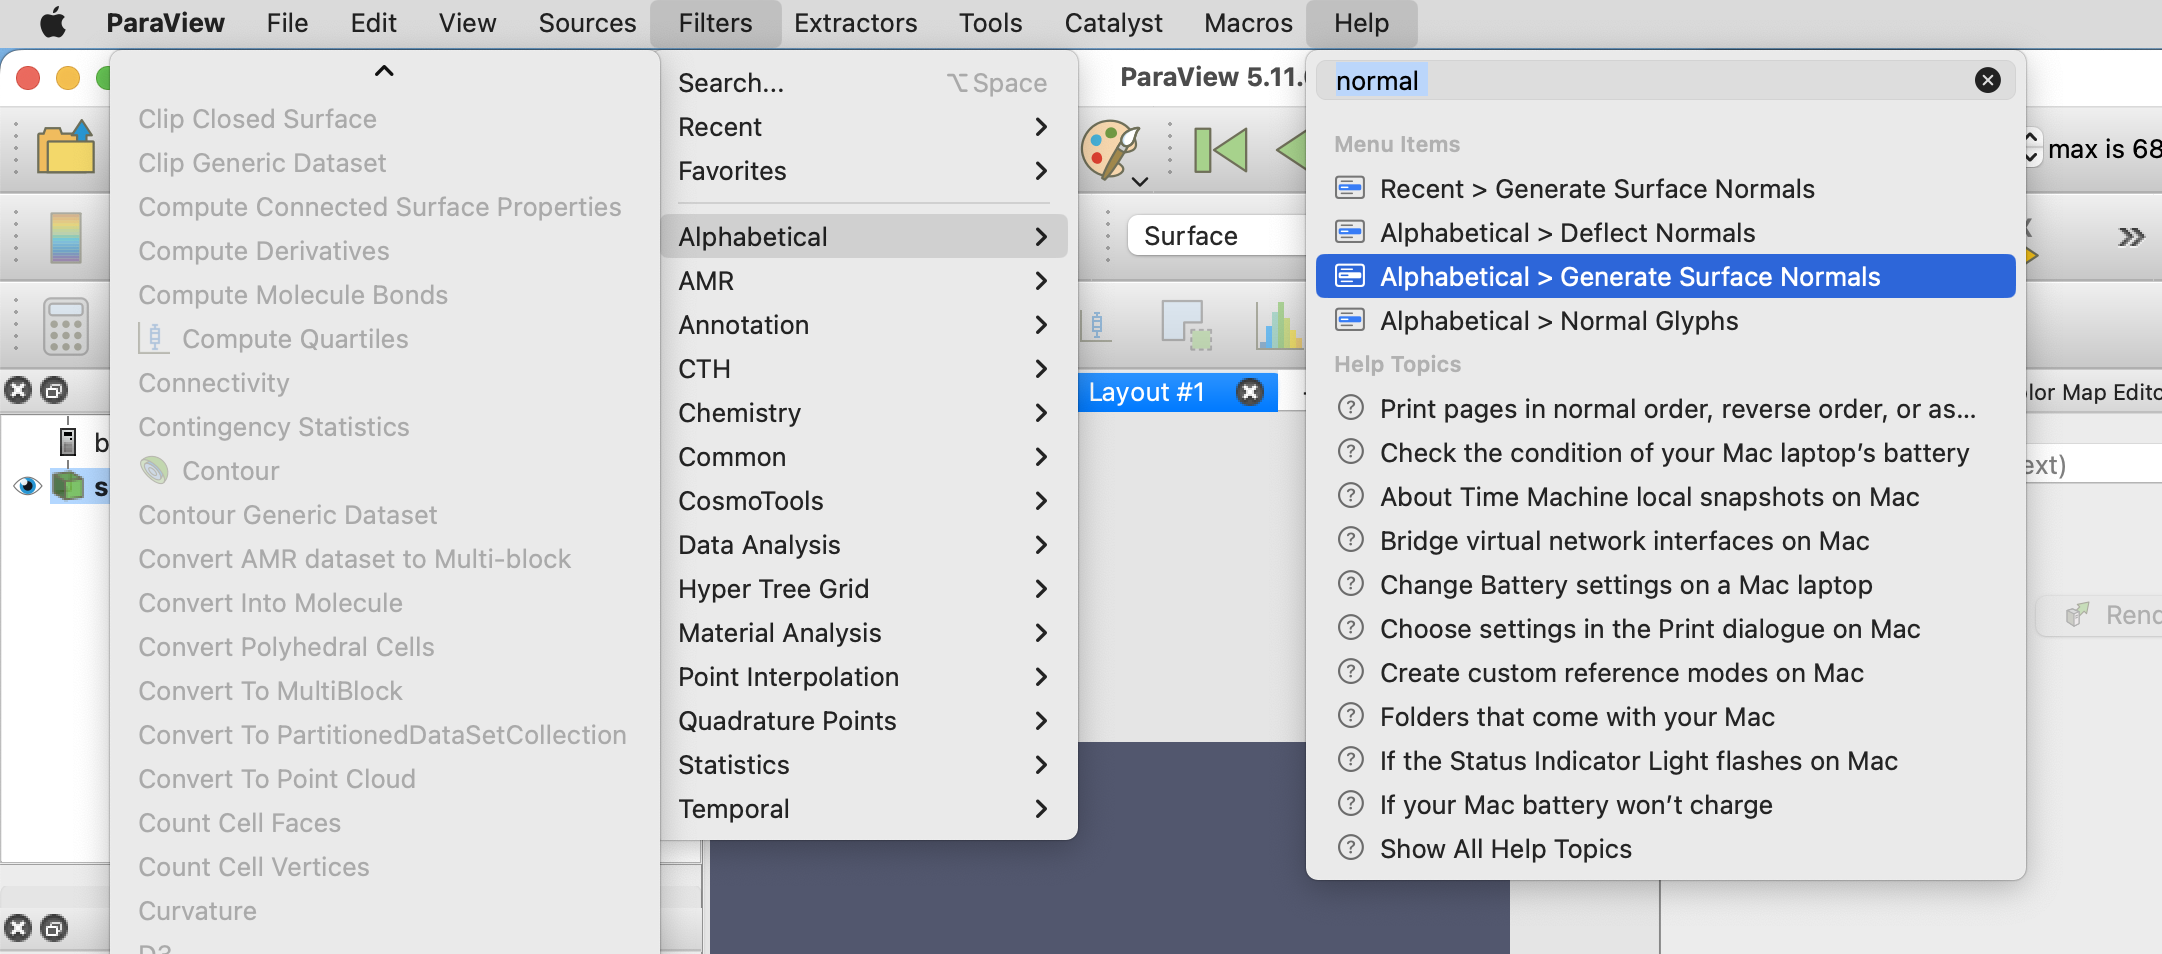 ParaView File Edit View Sources Filters Extractors Tools Catalyst Macros Help
Clip Closed Surface
Clip Generic Dataset
Compute Connected Surface Properties
Compute Derivatives
Compute Molecule Bonds
Compute Quartiles
Connectivity
Contingency Statistics
Contour
Contour Generic Dataset
Convert AMR dataset to Multi-block
Convert Into Molecule
Convert Polyhedral Cells
Convert To MultiBlock
Convert To PartitionedDataSetCollection
Convert To Point Cloud
Count Cell Faces
Count Cell Vertices
Curvature
b
s
Search... ⌥Space
Recent
Favorites
Alphabetical
AMR
Annotation
CTH
Chemistry
Common
CosmoTools
Data Analysis
Hyper Tree Grid
Material Analysis
Point Interpolation
Quadrature Points
Statistics
Temporal
ParaView 5.11.
Surface
Layout #1
normal
Menu Items
Recent > Generate Surface Normals
Alphabetical > Deflect Normals
Alphabetical > Generate Surface Normals
Alphabetical > Normal Glyphs
Help Topics
Print pages in normal order, reverse order, or as...
Check the condition of your Mac laptop’s battery
About Time Machine local snapshots on Mac
Bridge virtual network interfaces on Mac
Change Battery settings on a Mac laptop
Choose settings in the Print dialogue on Mac
Create custom reference modes on Mac
Folders that come with your Mac
If the Status Indicator Light flashes on Mac
If your Mac battery won’t charge
Show All Help Topics
max is 68
lor Map Edito
ext)
Rend